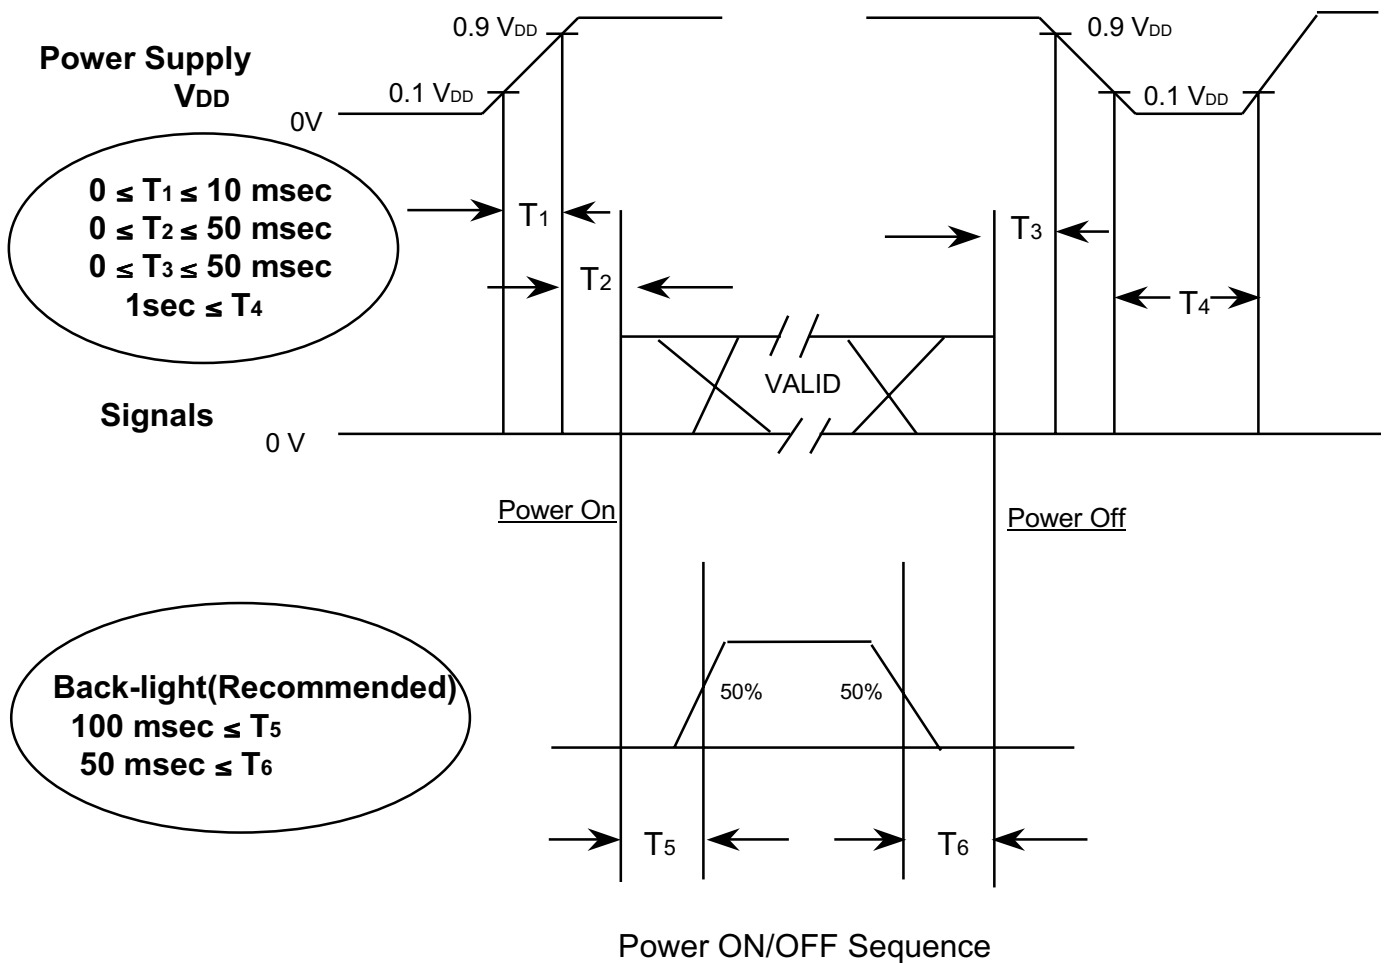 0.9 VDD
0.9 VDD
Power Supply
VDD
0.1 VDD
0.1 VDD
0V
0 ≤ T1 ≤ 10 msec
0 ≤ T2 ≤ 50 msec
0 ≤ T3 ≤ 50 msec
1sec ≤ T4
T1
T3
T2
T4
VALID
Signals
0 V
Power On
Power Off
Back-light(Recommended)
100 msec ≤ T5
50 msec ≤ T6
50%
50%
T5
T6
Power ON/OFF Sequence